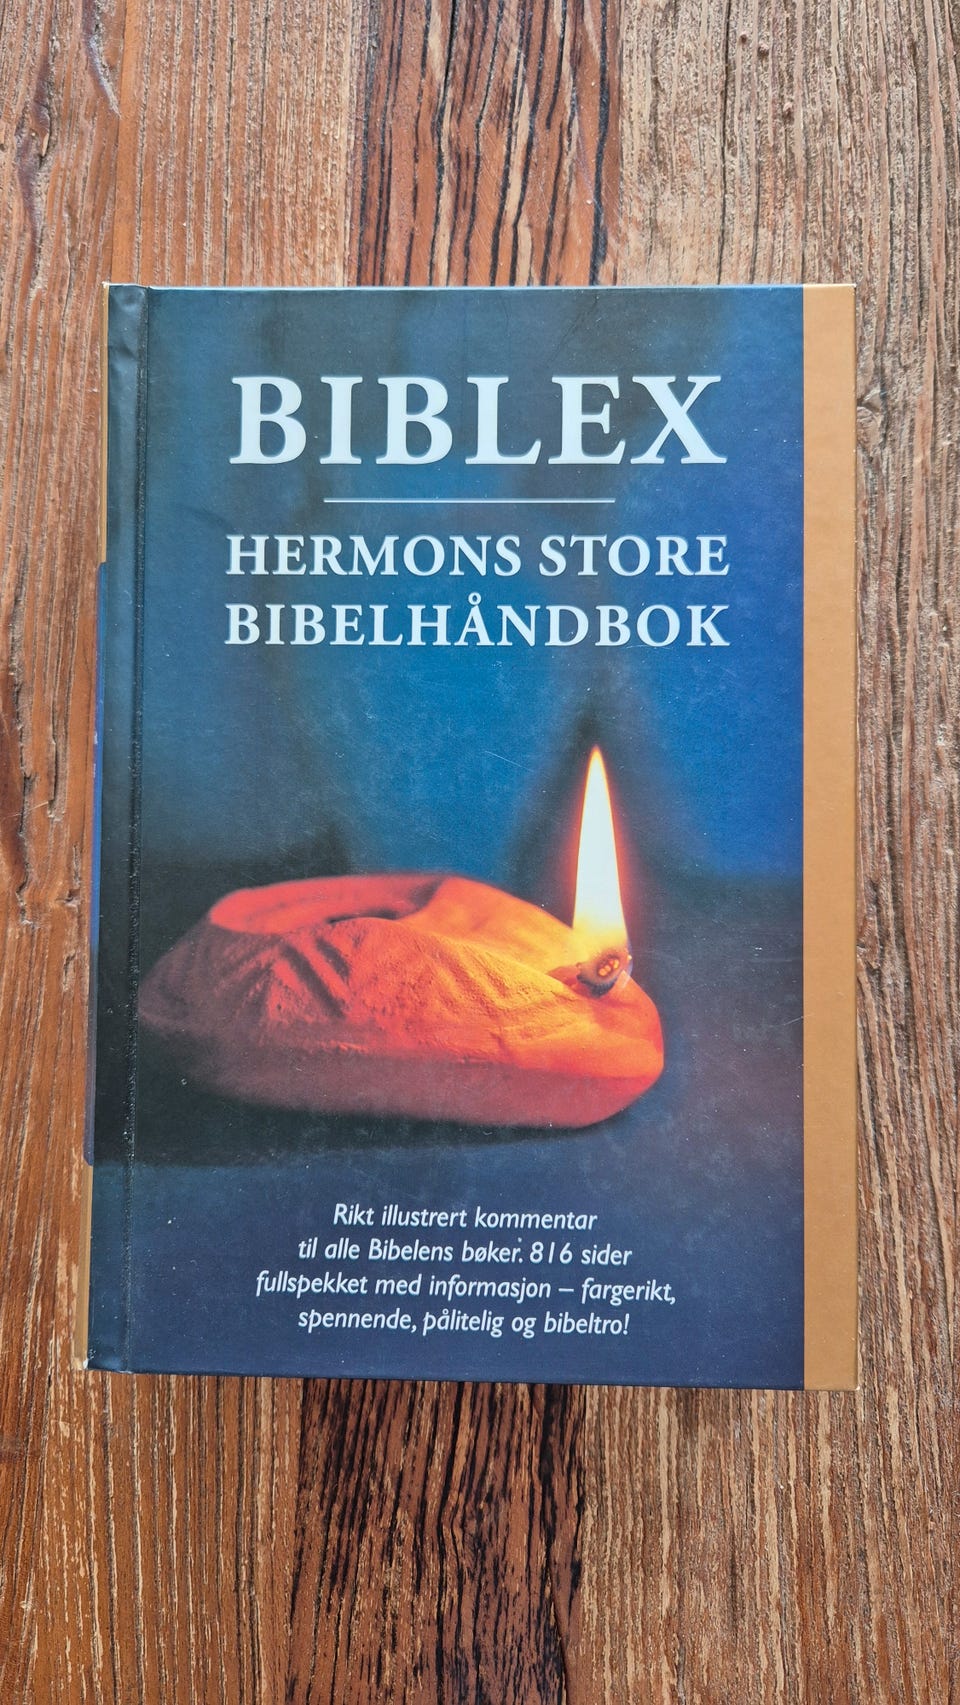 BIBLEX
HERMONS STORE
BIBELHÅNDBOK
Rikt illustrert kommentar
til alle Bibelens bøker. 816 sider
fullspekket med informasjon – fargerikt,
spennende, pålitelig og bibeltro!